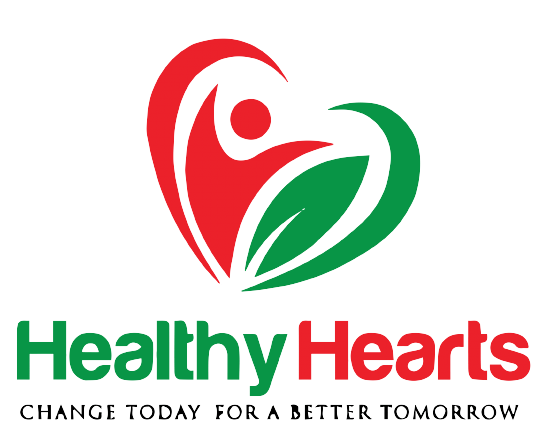 Healthy Hearts
CHANGE TODAY FOR A BETTER TOMORROW